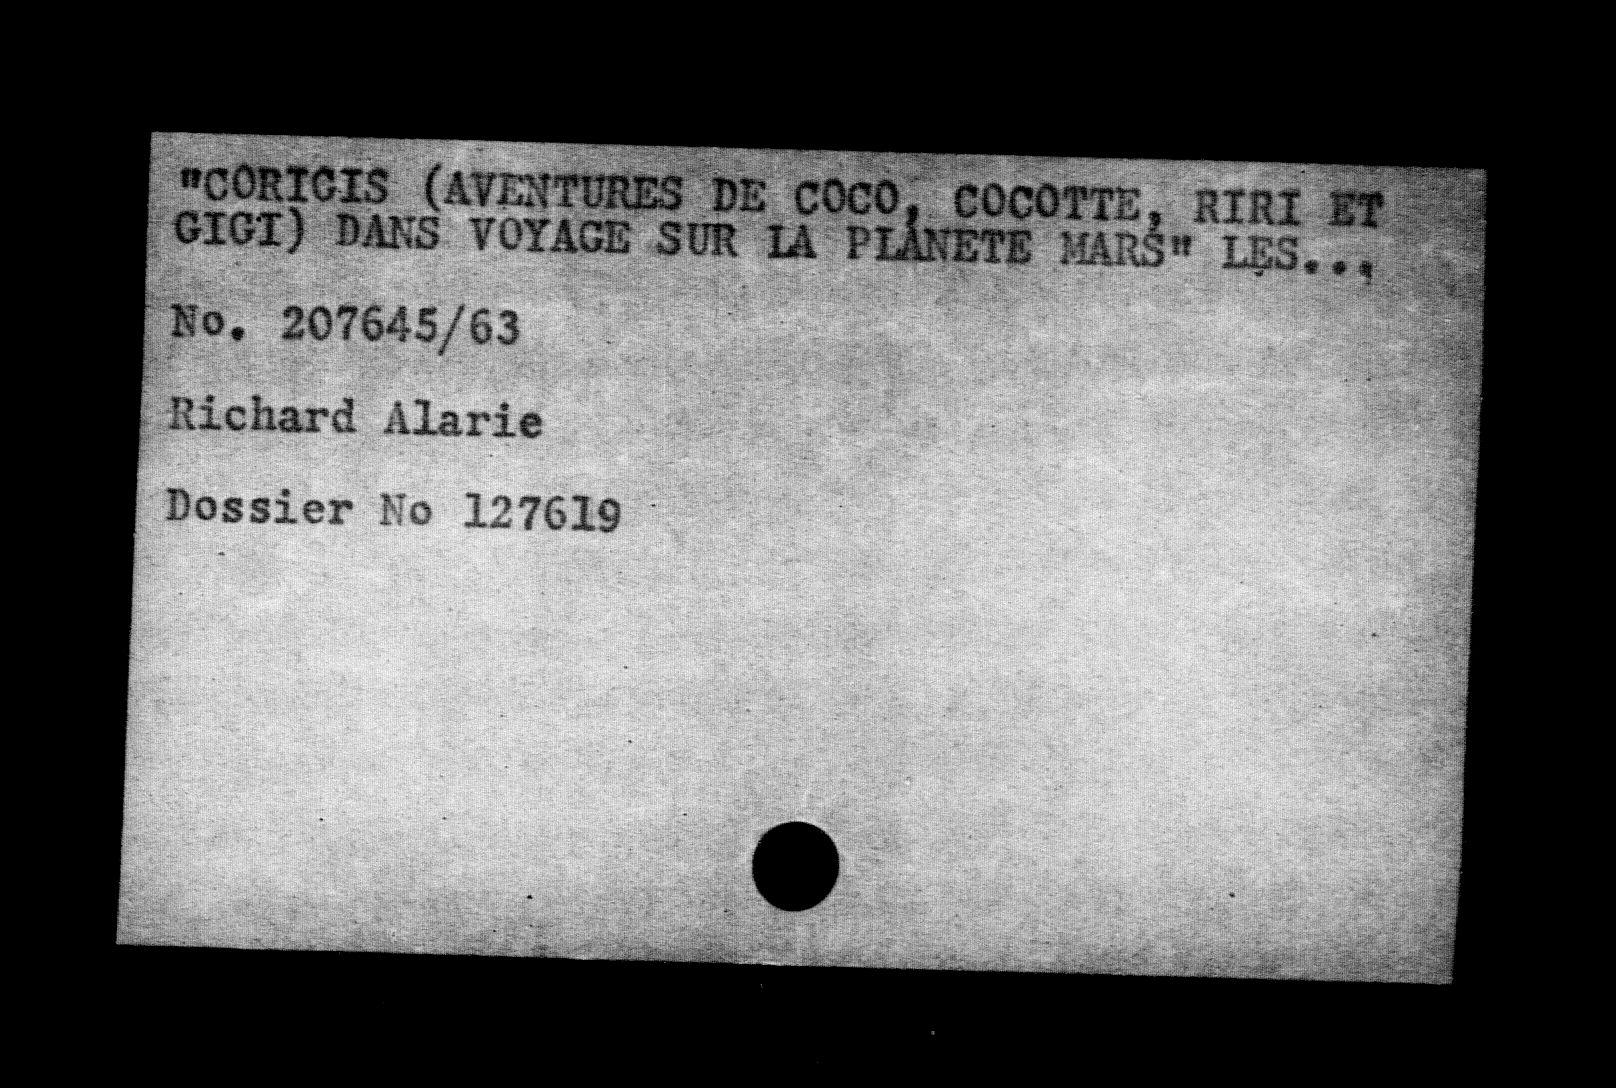 "CORIGIS (AVENTURES DE COCO, COCOTTE, RIRI ET
GIGI) DANS VOYAGE SUR LA PLANETE MARS" LES...
No. 207645/63
Richard Alarie
Dossier No 127619